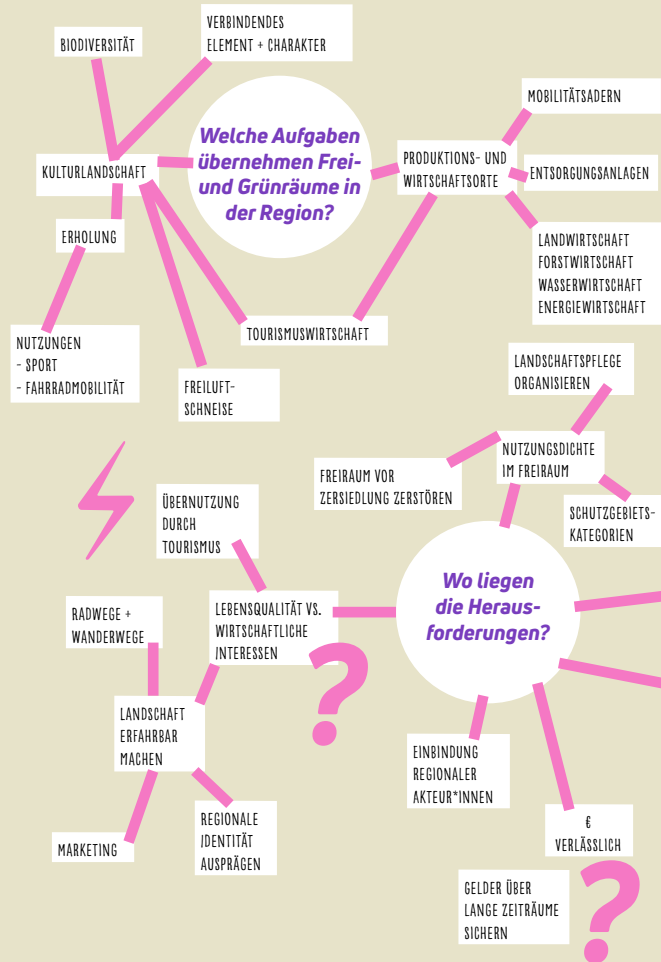 VERBINDENDES
ELEMENT + CHARAKTER
BIODIVERSITÄT
Welche Aufgaben
übernehmen Frei-
und Grünräume in
der Region?
MOBILITÄTSADERN
KULTURLANDSCHAFT
PRODUKTIONS- UND
WIRTSCHAFTSORTE
ENTSORGUNGSANLAGEN
ERHOLUNG
LANDWIRTSCHAFT
FORSTWIRTSCHAFT
WASSERWIRTSCHAFT
ENERGIEWIRTSCHAFT
TOURISMUSWIRTSCHAFT
NUTZUNGEN
- SPORT
- FAHRRADMOBILITÄT
FREILUFT-
SCHNEISE
LANDSCHAFTSPFLEGE
ORGANISIEREN
NUTZUNGSDICHTE
IM FREIRAUM
FREIRAUM VOR
ZERSIEDLUNG ZERSTÖREN
SCHUTZGEBIETS-
KATEGORIEN
ÜBERNUTZUNG
DURCH
TOURISMUS
Wo liegen
die Heraus-
forderungen?
LEBENSQUALITÄT VS.
WIRTSCHAFTLICHE
INTERESSEN
?
RADWEGE +
WANDERWEGE
LANDSCHAFT
ERFAHRBAR
MACHEN
MARKETING
REGIONALE
IDENTITÄT
AUSPRÄGEN
EINBINDUNG
REGIONALER
AKTEUR*INNEN
€
VERLÄSSLICH
GELDER ÜBER
LANGE ZEITRÄUME
SICHERN
?